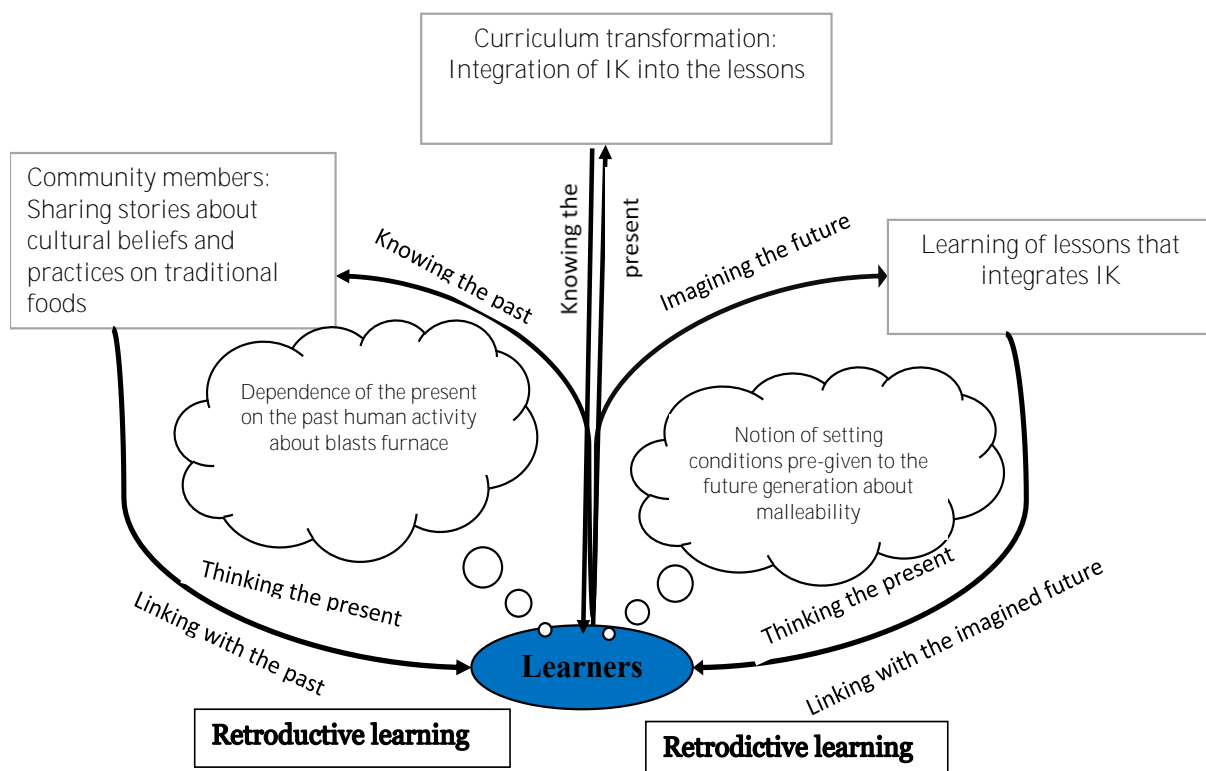 Curriculum transformation:
Integration of IK into the lessons
Community members:
Sharing stories about
cultural beliefs and
practices on traditional
foods
Knowing the past
Knowing the
present
Imagining the future
Learning of lessons that
integrates IK
Dependence of the present
on the past human activity
about blasts furnace
Notion of setting
conditions pre-given to the
future generation about
malleability
Thinking the present
Linking with the past
Thinking the present
Linking with the imagined future
Learners
Retroductive learning
Retrodictive learning